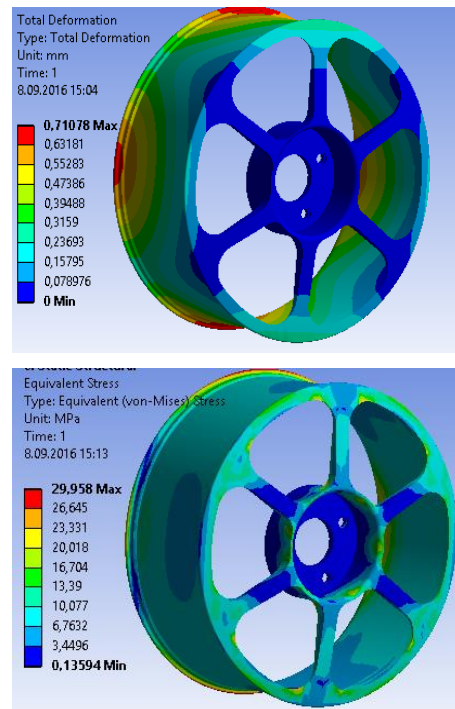 Total Deformation
Type: Total Deformation
Unit: mm
Time: 1
8.09.2016 15:04
0,71078 Max
0,63181
0,55283
0,47386
0,39488
0,3159
0,23693
0,15795
0,078976
0 Min
Static Structural
Equivalent Stress
Type: Equivalent (von-Mises) Stress
Unit: MPa
Time: 1
8.09.2016 15:13
29,958 Max
26,645
23,331
20,018
16,704
13,39
10,077
6,7632
3,4496
0,13594 Min